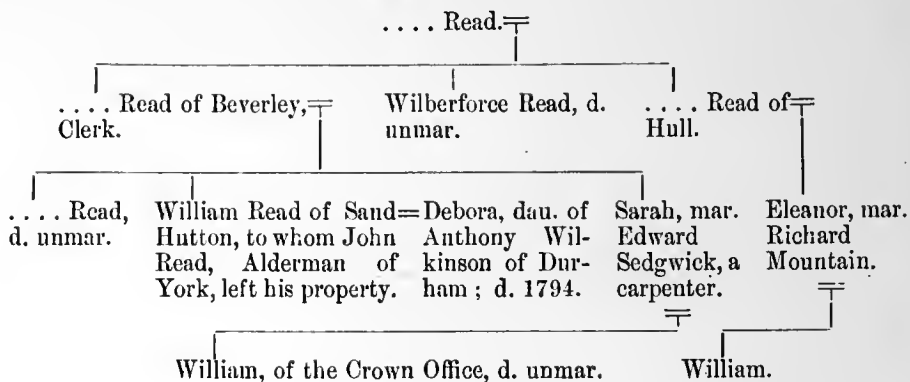 .... Read.
.... Read of Beverley,
Clerk.
Wilberforce Read, d.
unmar.
.... Read of
Hull.
.... Read,
d. unmar.
William Read of Sand=
Hutton, to whom John
Read, Alderman of
York, left his property.
Debora, dau. of
Anthony Wil-
kinson of Dur-
ham ; d. 1794.
Sarah, mar.
Edward
Sedgwick, a
carpenter.
Eleanor, mar.
Richard
Mountain.
William, of the Crown Office, d. unmar.
William.